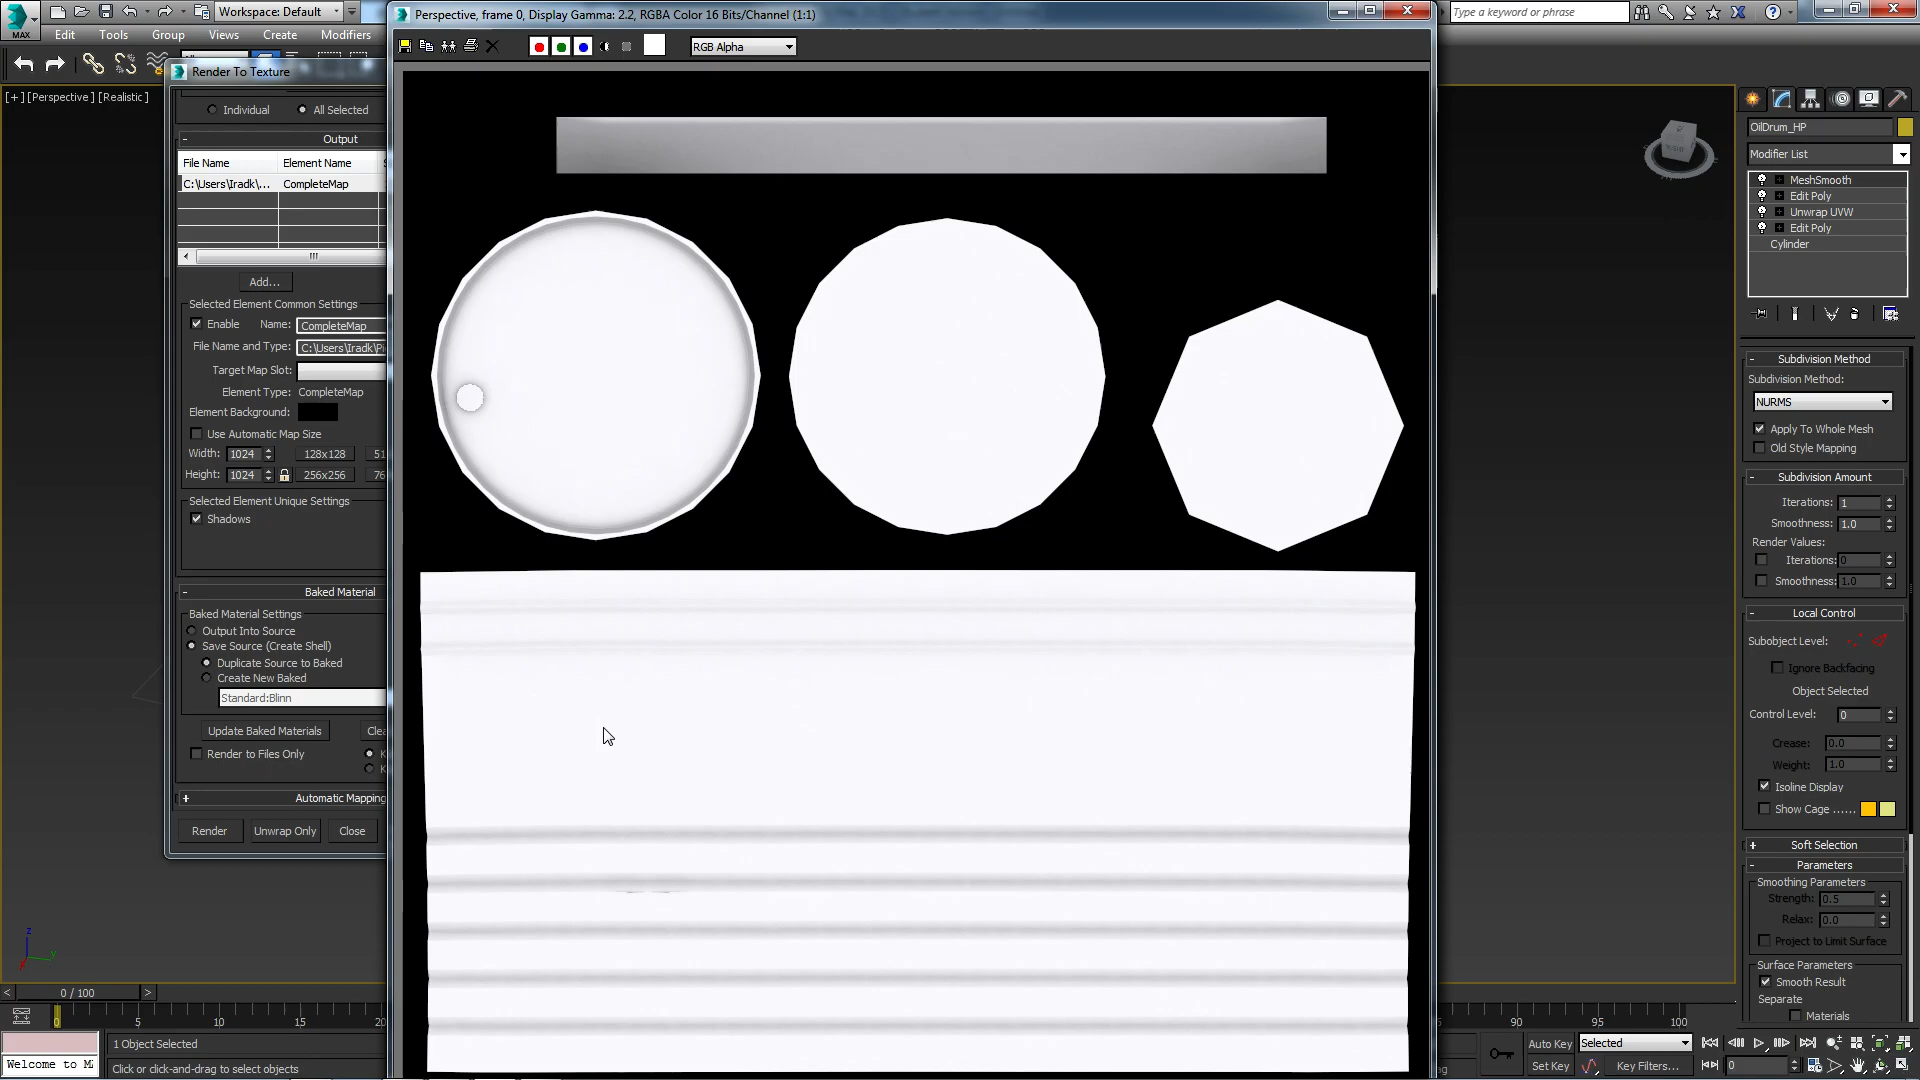 Workspace: Default
Perspective, frame 0, Display Gamma: 2.2, RGBA Color 16 Bits/Channel (1:1)
Type a keyword or phrase
MAX
Edit Tools Group Views Create Modifiers
RGB Alpha
Render To Texture
[+] [Perspective ] [Realistic ]
Individual All Selected
Output
File Name Element Name
C:\Users\Iradk\... CompleteMap
Add...
Selected Element Common Settings
Enable Name: CompleteMap
File Name and Type: C:\Users\Iradk\Pi
Target Map Slot:
Element Type: CompleteMap
Element Background:
Use Automatic Map Size
Width: 1024 128x128 51
Height: 1024 256x256 76
Selected Element Unique Settings
Shadows
Baked Material
Baked Material Settings
Output Into Source
Save Source (Create Shell)
Duplicate Source to Baked
Create New Baked
Standard:Blinn
Update Baked Materials Clea
Render to Files Only K
K
Automatic Mapping
Render Unwrap Only Close
OilDrum_HP
Modifier List
MeshSmooth
Edit Poly
Unwrap UVW
Edit Poly
Cylinder
Subdivision Method
Subdivision Method:
NURMS
Apply To Whole Mesh
Old Style Mapping
Subdivision Amount
Iterations: 1
Smoothness: 1.0
Render Values:
Iterations: 0
Smoothness: 1.0
Local Control
Subobject Level:
Ignore Backfacing
Object Selected
Control Level: 0
Crease: 0.0
Weight: 1.0
Isoline Display
Show Cage ......
Soft Selection
Parameters
Smoothing Parameters
Strength: 0.5
Relax: 0.0
Project to Limit Surface
Surface Parameters
Smooth Result
Separate
Materials
z
y
0 / 100
0 5 10 15 20 90 95 100
1 Object Selected
Welcome to M
Click or click-and-drag to select objects
Auto Key Selected
Set Key Key Filters... 0